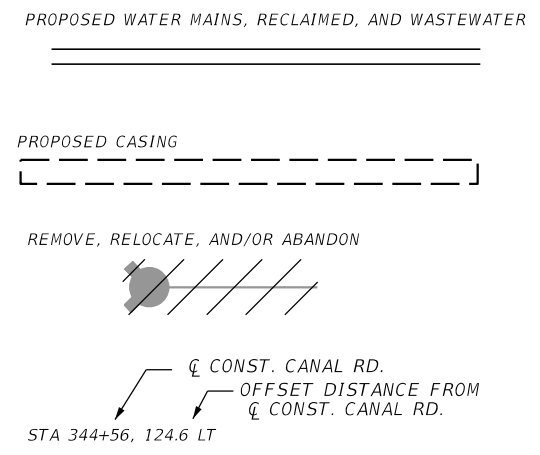 PROPOSED WATER MAINS, RECLAIMED, AND WASTEWATER
PROPOSED CASING
REMOVE, RELOCATE, AND/OR ABANDON
℄ CONST. CANAL RD.
OFFSET DISTANCE FROM
℄ CONST. CANAL RD.
STA 344+56, 124.6 LT